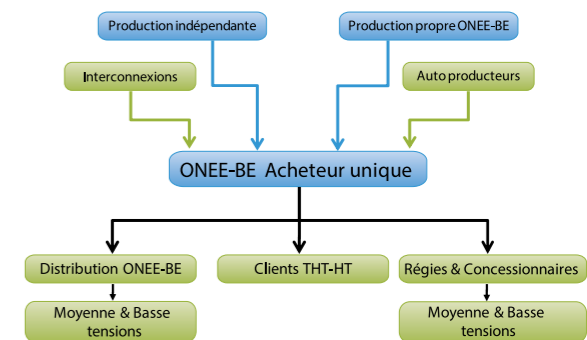 Production indépendante
Production propre ONEE-BE
Interconnexions
Auto producteurs
ONEE-BE Acheteur unique
Distribution ONEE-BE
Clients THT-HT
Régies & Concessionnaires
Moyenne & Basse
tensions
Moyenne & Basse
tensions